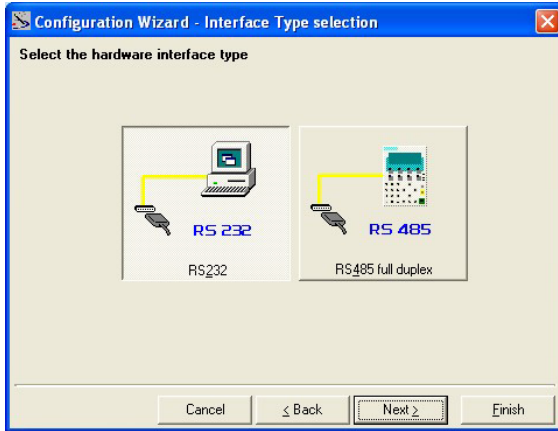 Configuration Wizard - Interface Type selection
Select the hardware interface type
RS 232
RS 485
RS232
RS485 full duplex
Cancel
< Back
Next >
Finish